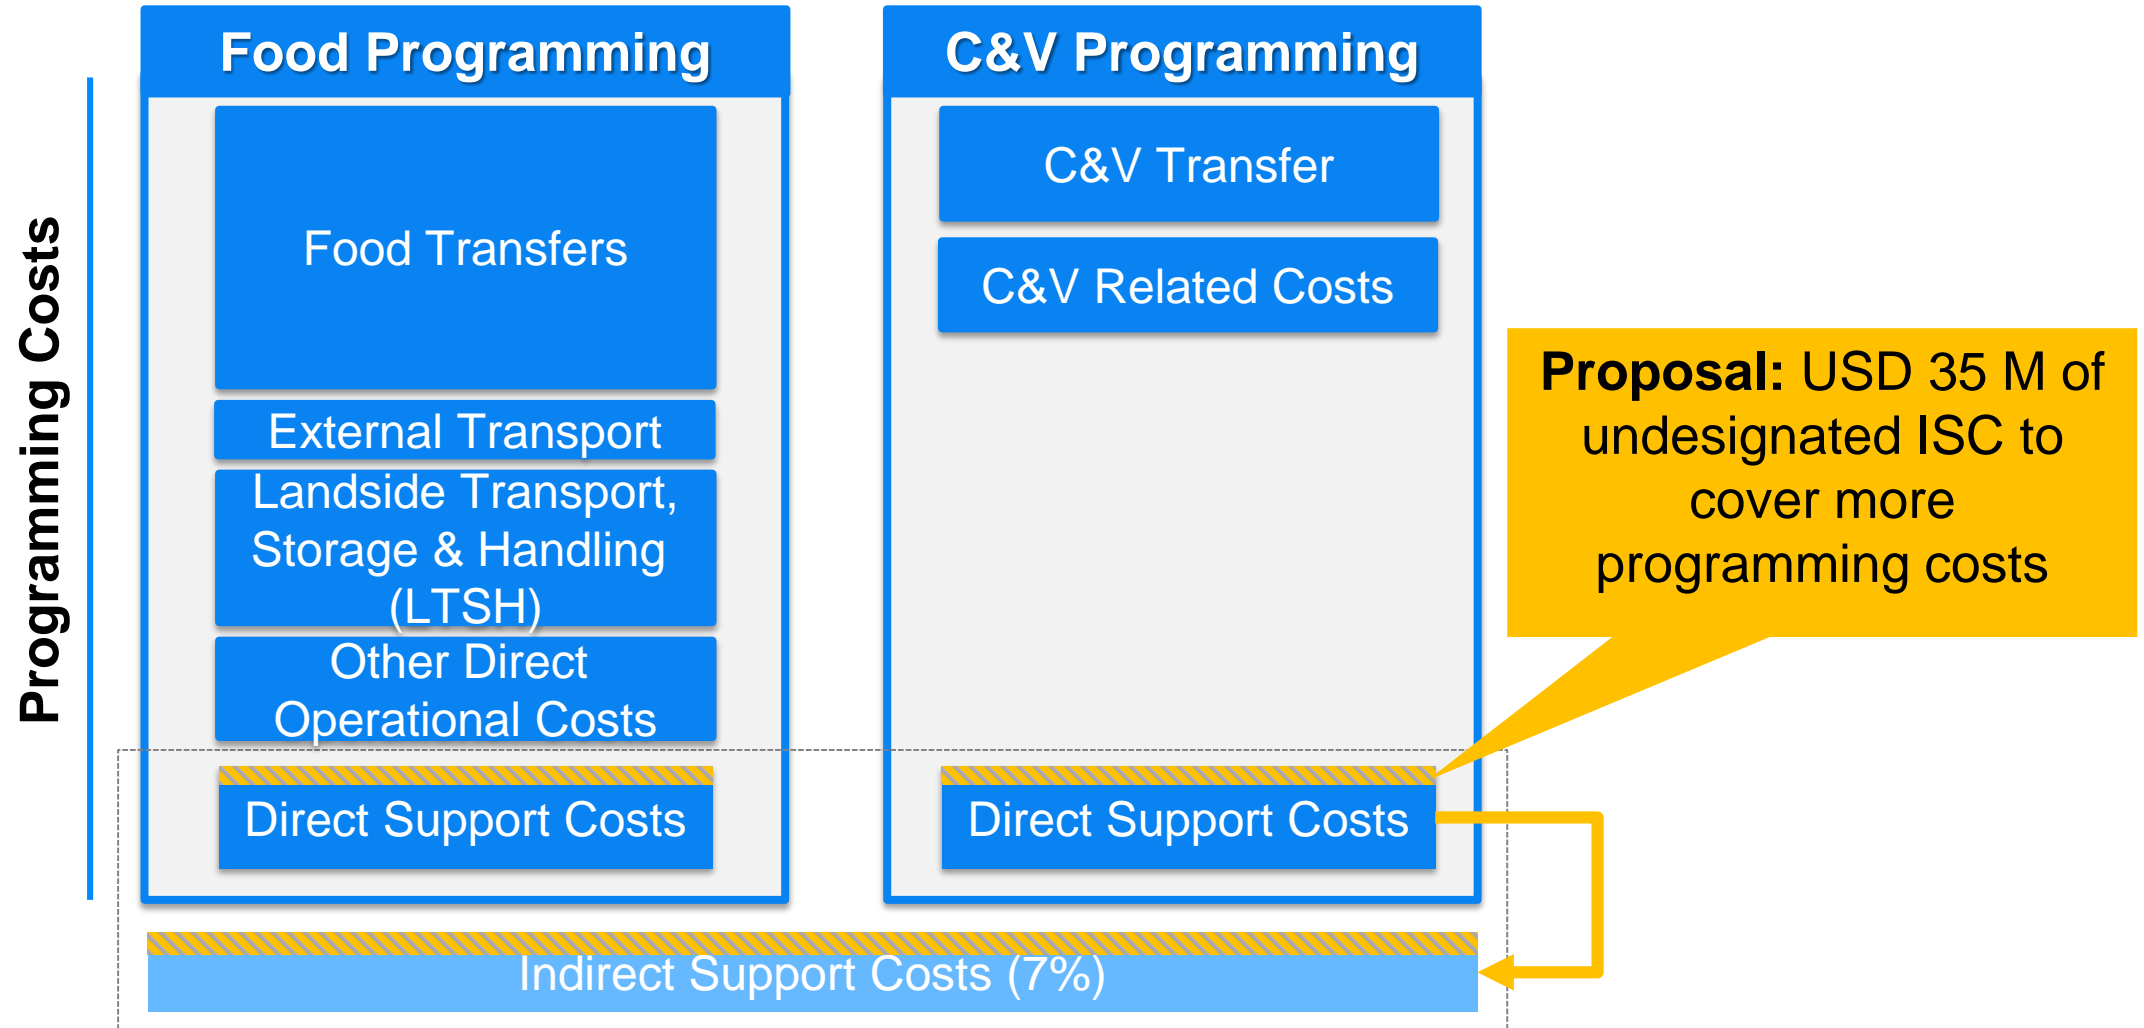 Food Programming
C&V Programming
Programming Costs
Food Transfers
External Transport
Landside Transport,
Storage & Handling
(LTSH)
Other Direct
Operational Costs
Direct Support Costs
C&V Transfer
C&V Related Costs
Direct Support Costs
Proposal: USD 35 M of
undesignated ISC to
cover more
programming costs
Indirect Support Costs (7%)